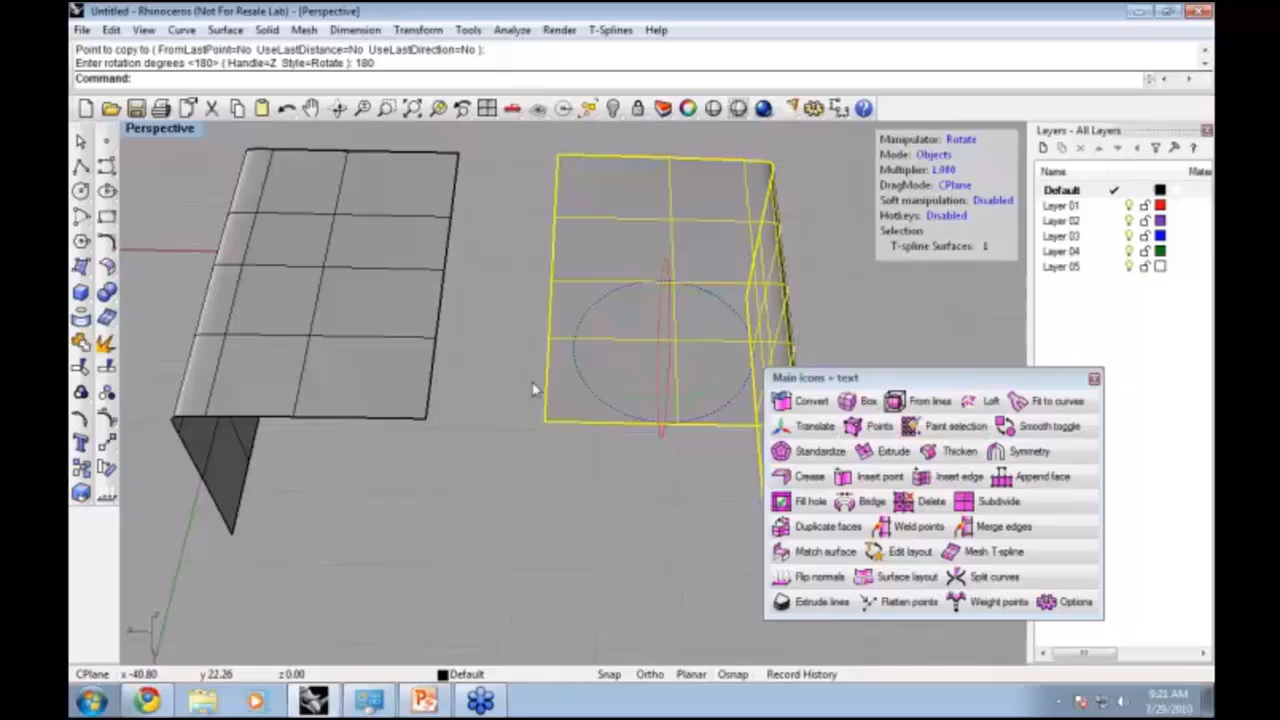 Untitled - Rhinoceros (Not For Resale Lab) - [Perspective]
File Edit View Curve Surface Solid Mesh Dimension Transform Tools Analyze Render T-Splines Help
Point to copy to ( FromLastPoint=No UseLastDistance=No UseLastDirection=No ):
Enter rotation degrees <180> ( Handle=Z Style=Rotate ): 180
Command:
Perspective
Manipulator: Rotate
Mode: Objects
Multiplier: 1.000
DragMode: CPlane
Soft manipulation: Disabled
Hotkeys: Disabled
Selection
T-spline Surfaces: 1
Layers - All Layers
Name Mate
Default
Layer 01
Layer 02
Layer 03
Layer 04
Layer 05
Main icons + text
Convert Box From lines Loft Fit to curves
Translate Points Paint selection Smooth toggle
Standardize Extrude Thicken Symmetry
Crease Insert point Insert edge Append face
Fill hole Bridge Delete Subdivide
Duplicate faces Weld points Merge edges
Match surface Edit layout Mesh T-spline
Flip normals Surface layout Split curves
Extrude lines Flatten points Weight points Options
CPlane x -40.80 y 22.26 z 0.00 Default Snap Ortho Planar Osnap Record History
9:21 AM
7/29/2010